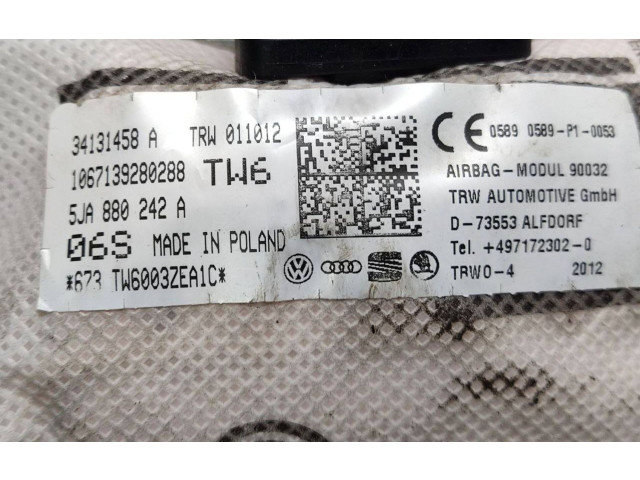 34131458 A TRW 011012
1067139280288 TW6
5JA 880 242 A
06S MADE IN POLAND
*673 TW6003ZEA1C*
CE 0589 0589-P1-0053
AIRBAG-MODUL 90032
TRW AUTOMOTIVE GmbH
D-73553 ALFDORF
Tel. +497172302-0
TRWO-4 2012